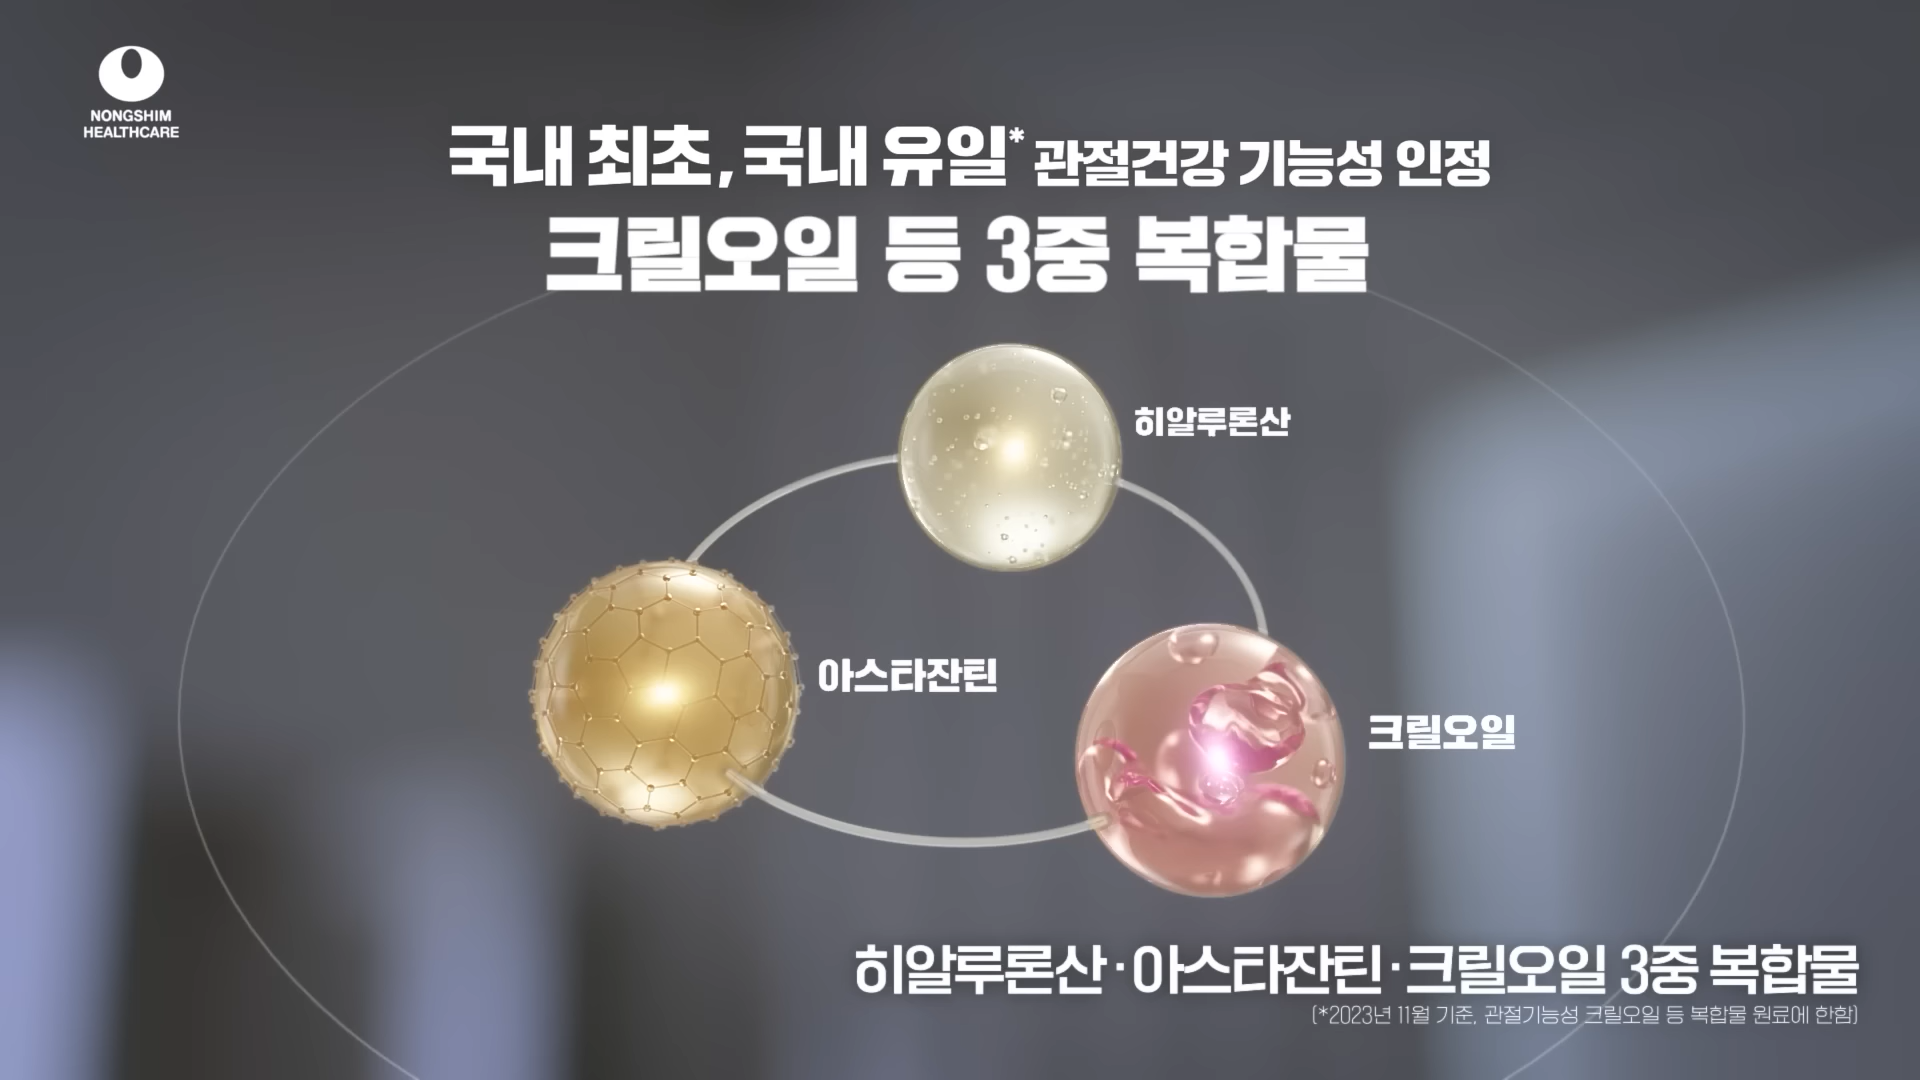 NONGSHIM
HEALTHCARE
국내 최초, 국내 유일* 관절건강 기능성 인정
크릴오일 등 3중 복합물
히알루론산
아스타잔틴
크릴오일
히알루론산·아스타잔틴·크릴오일 3중 복합물
(*2023년 11월 기준, 관절기능성 크릴오일 등 복합물 원료에 한함)